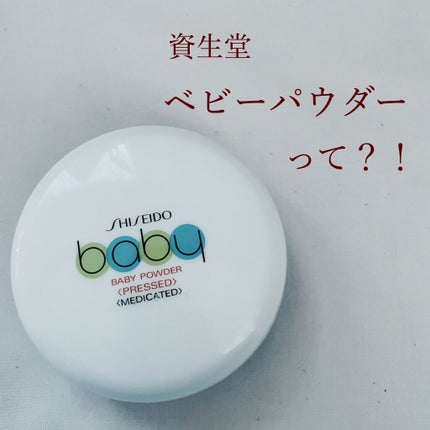 資生堂
ベビーパウダー
って？！
SHISEIDO
baby
BABY POWDER
〈PRESSED〉
〈MEDICATED〉